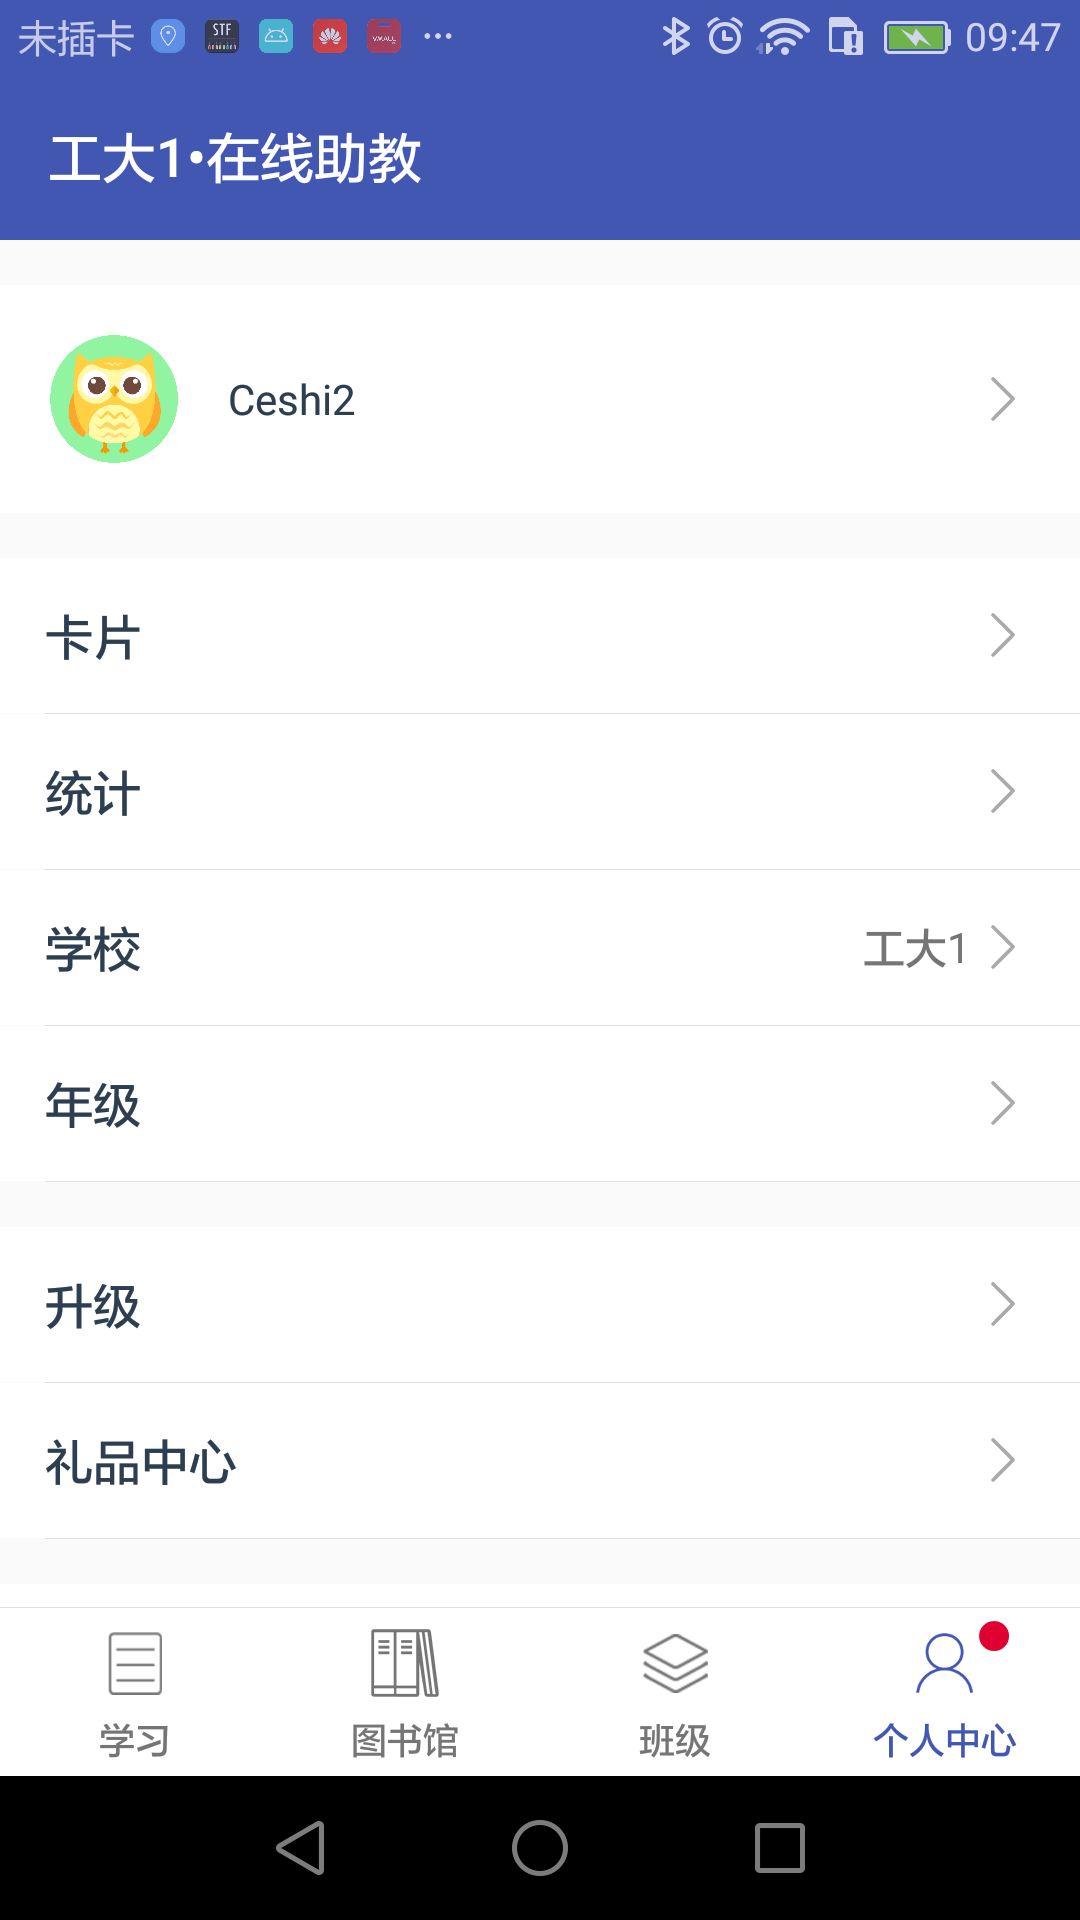 未插卡 STF VMALL 09:47
工大1•在线助教
Ceshi2
卡片
统计
学校 工大1
年级
升级
礼品中心
学习 图书馆 班级 个人中心